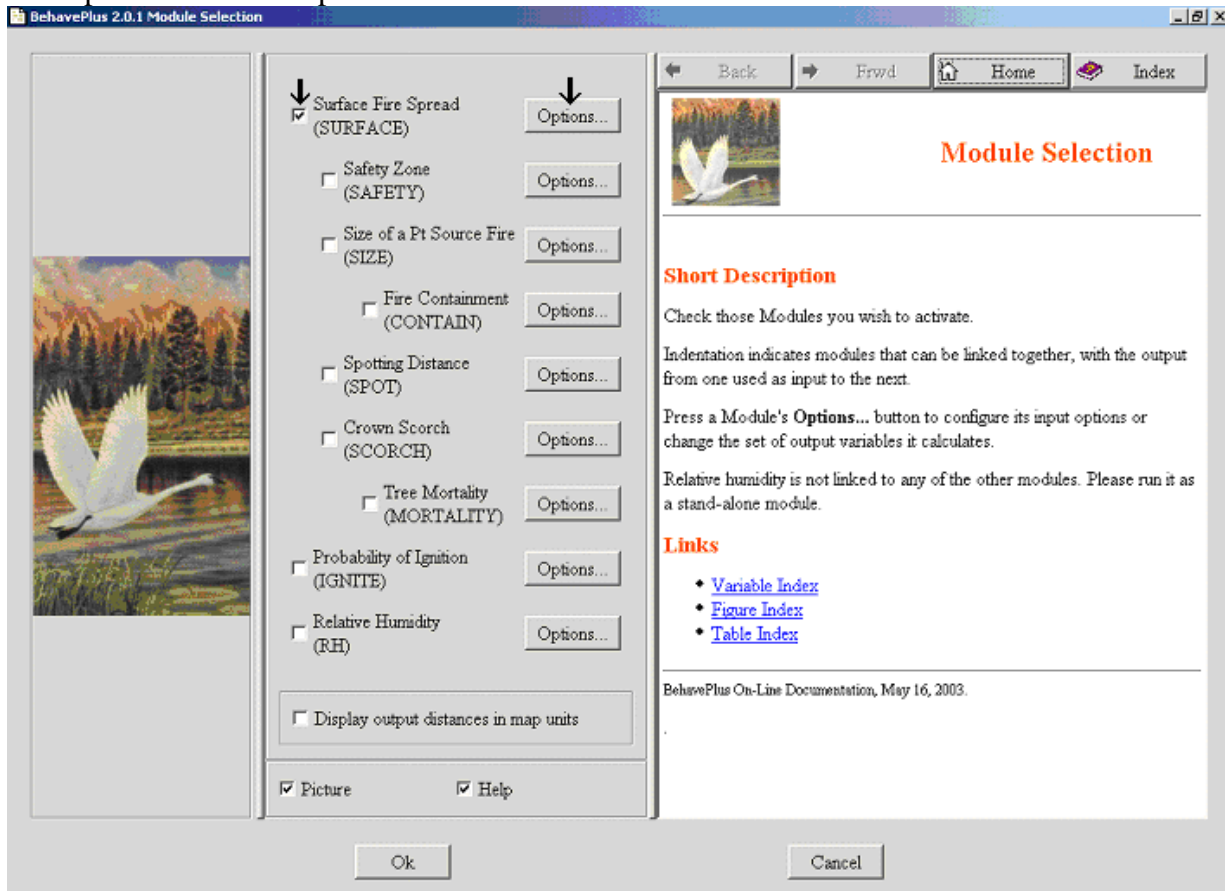 BehavePlus 2.0.1 Module Selection
Surface Fire Spread
(SURFACE)
Options...
Safety Zone
(SAFETY)
Options...
Size of a Pt Source Fire
(SIZE)
Options...
Fire Containment
(CONTAIN)
Options...
Spotting Distance
(SPOT)
Options...
Crown Scorch
(SCORCH)
Options...
Tree Mortality
(MORTALITY)
Options...
Probability of Ignition
(IGNITE)
Options...
Relative Humidity
(RH)
Options...
Display output distances in map units
Picture
Help
Back
Frwd
Home
Index
Module Selection
Short Description
Check those Modules you wish to activate.
Indentation indicates modules that can be linked together, with the output
from one used as input to the next.
Press a Module's Options... button to configure its input options or
change the set of output variables it calculates.
Relative humidity is not linked to any of the other modules. Please run it as
a stand-alone module.
Links
Variable Index
Figure Index
Table Index
BehavePlus On-Line Documentation, May 16, 2003.
.
Ok
Cancel